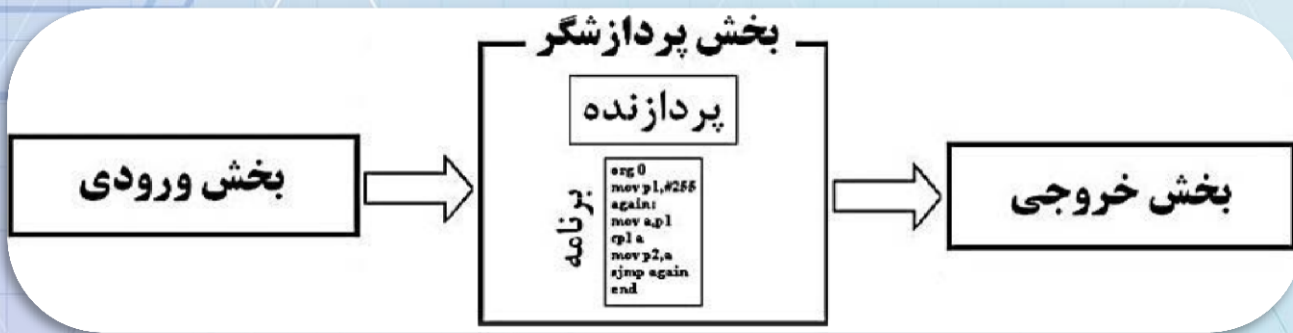 بخش پردازشگر
پردازنده
بخش ورودی
برنامه
org 0
mov p1,#255
again:
mov a,p1
cpl a
mov p2,a
sjmp again
end
بخش خروجی